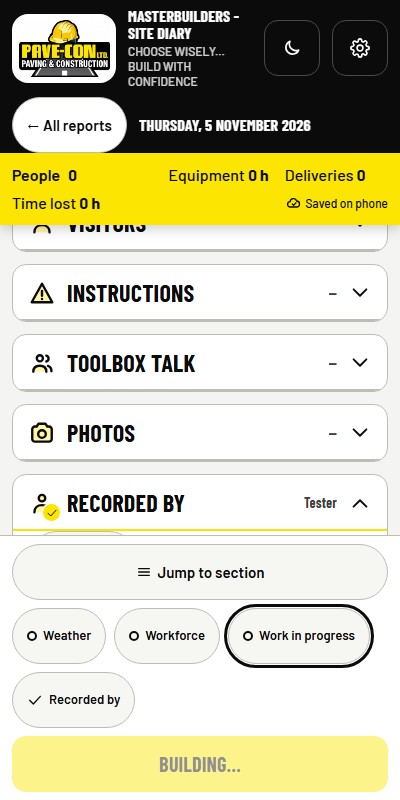 PAVE-CON LTD.
PAVING & CONSTRUCTION
MASTERBUILDERS -
SITE DIARY
CHOOSE WISELY...
BUILD WITH
CONFIDENCE
← All reports
THURSDAY, 5 NOVEMBER 2026
People 0
Equipment 0 h
Deliveries 0
Time lost 0 h
Saved on phone
VISITORS
INSTRUCTIONS –
TOOLBOX TALK –
PHOTOS –
RECORDED BY Tester
Jump to section
Weather
Workforce
Work in progress
Recorded by
BUILDING...